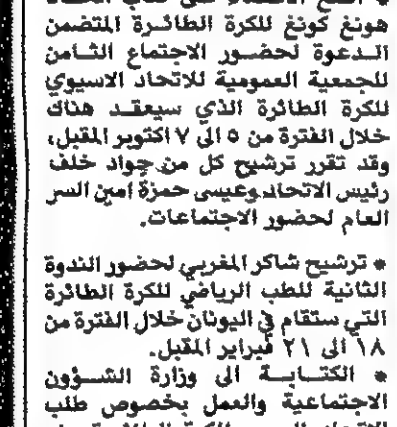 هونغ كونغ للكرة الطائرة المتضمن
الدعوة لحضور الاجتماع الثامن
للجمعية العمومية للاتحاد الاسيوي
للكرة الطائرة الذي سيعقد هناك
خلال الفترة من ٥ الى ٧ اكتوبر المقبل،
وقد تقرر ترشيح كل من جواد خلف
رئيس الاتحاد وعيسى حمزة امين السر
العام لحضور الاجتماعات.
* ترشيح شاكر المغربي لحضور الندوة
الثانية للطب الرياضي للكرة الطائرة
التي ستقام في اليونان خلال الفترة من
١٨ الى ٢١ فبراير المقبل.
* الكتابة الى وزارة الشؤون
الاجتماعية والعمل بخصوص طلب